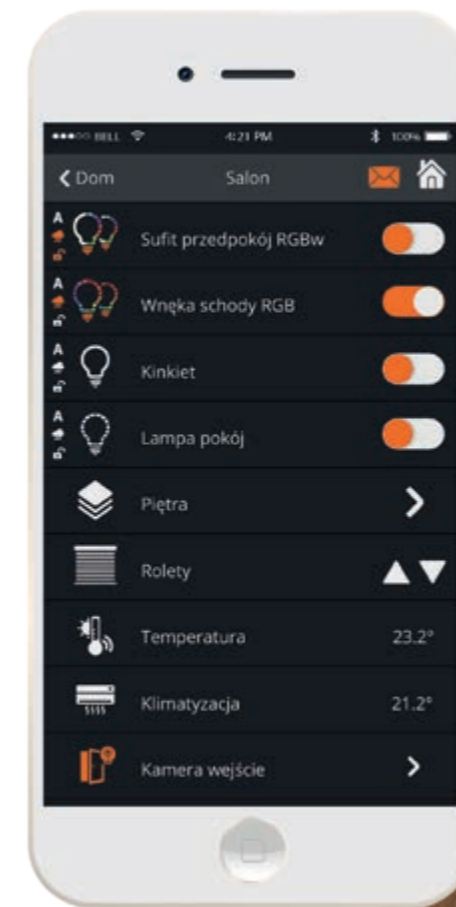 BELL 4:21 PM 100%
Dom Salon
A Sufit przedpokój RGBw
A Wnęka schody RGB
A Kinkiet
A Lampa pokój
Piętra
Rolety
Temperatura 23.2°
Klimatyzacja 21.2°
Kamera wejście